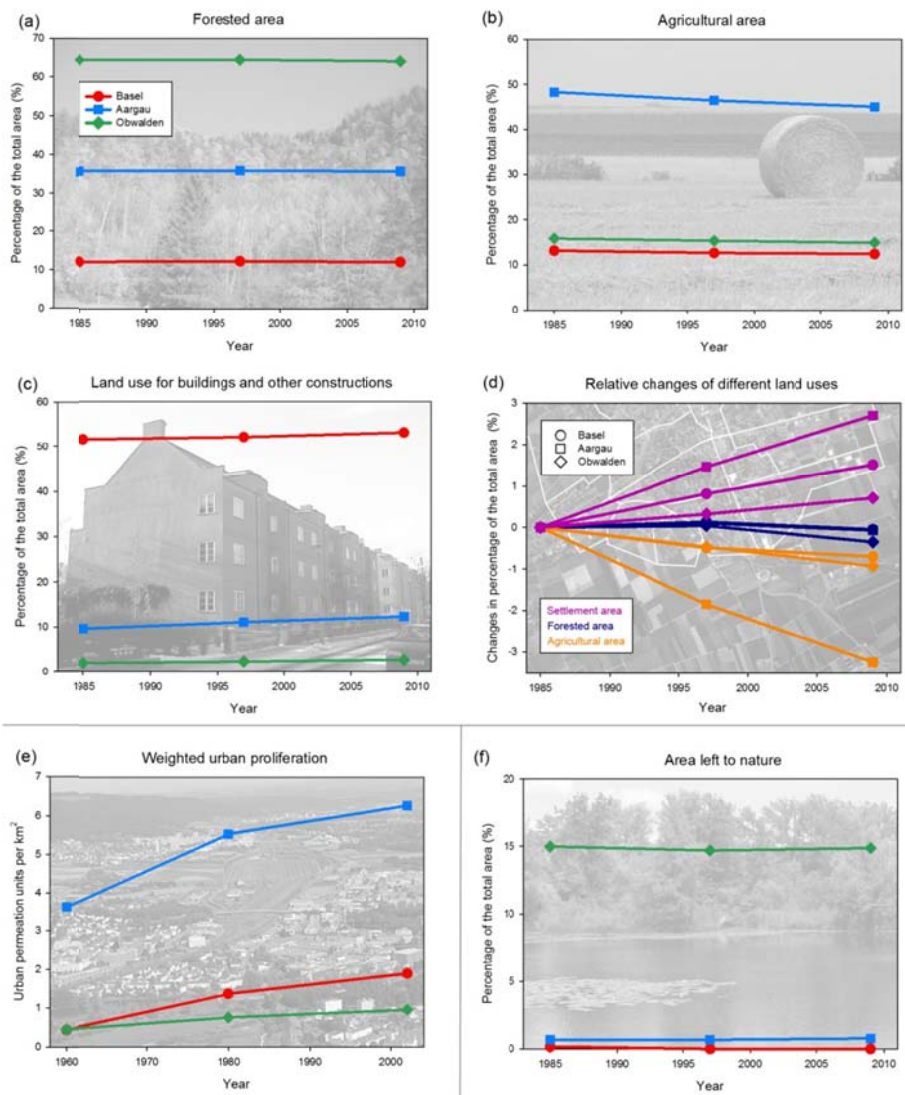 (a) Forested area
Percentage of the total area (%)
70
60
50
40
30
20
10
0
Basel
Aargau
Obwalden
1985 1990 1995 2000 2005 2010
Year
(b) Agricultural area
Percentage of the total area (%)
60
50
40
30
20
10
0
1985 1990 1995 2000 2005 2010
Year
(c) Land use for buildings and other constructions
Percentage of the total area (%)
60
50
40
30
20
10
0
1985 1990 1995 2000 2005 2010
Year
(d) Relative changes of different land uses
Changes in percentage of the total area (%)
3
2
1
0
-1
-2
-3
Basel
Aargau
Obwalden
Settlement area
Forested area
Agricultural area
1985 1990 1995 2000 2005 2010
Year
(e) Weighted urban proliferation
Urban permeation units per km²
7
6
5
4
3
2
1
0
1960 1970 1980 1990 2000
Year
(f) Area left to nature
Percentage of the total area (%)
20
15
10
5
0
1985 1990 1995 2000 2005 2010
Year